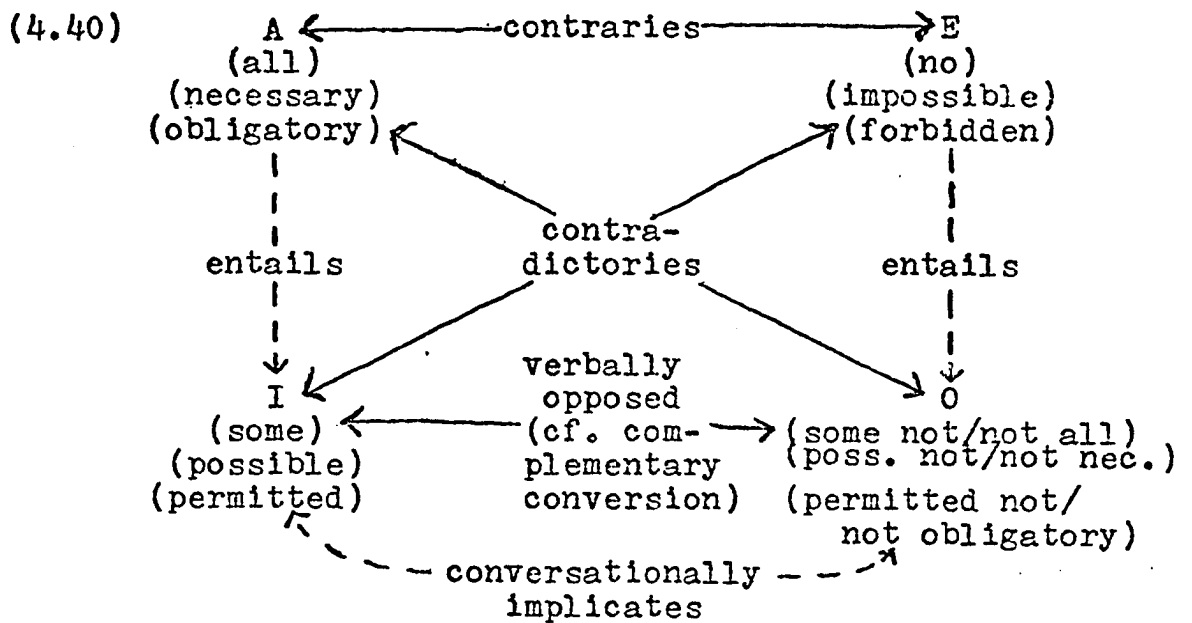 (4.40) A contraries E
(all) (no)
(necessary) (impossible)
(obligatory) (forbidden)
contra-
entails dictories entails
verbally
I opposed O
(some) (cf. com- (some not/not all)
(possible) plementary (poss. not/not nec.)
(permitted) conversion) (permitted not/
not obligatory)
conversationally
implicates